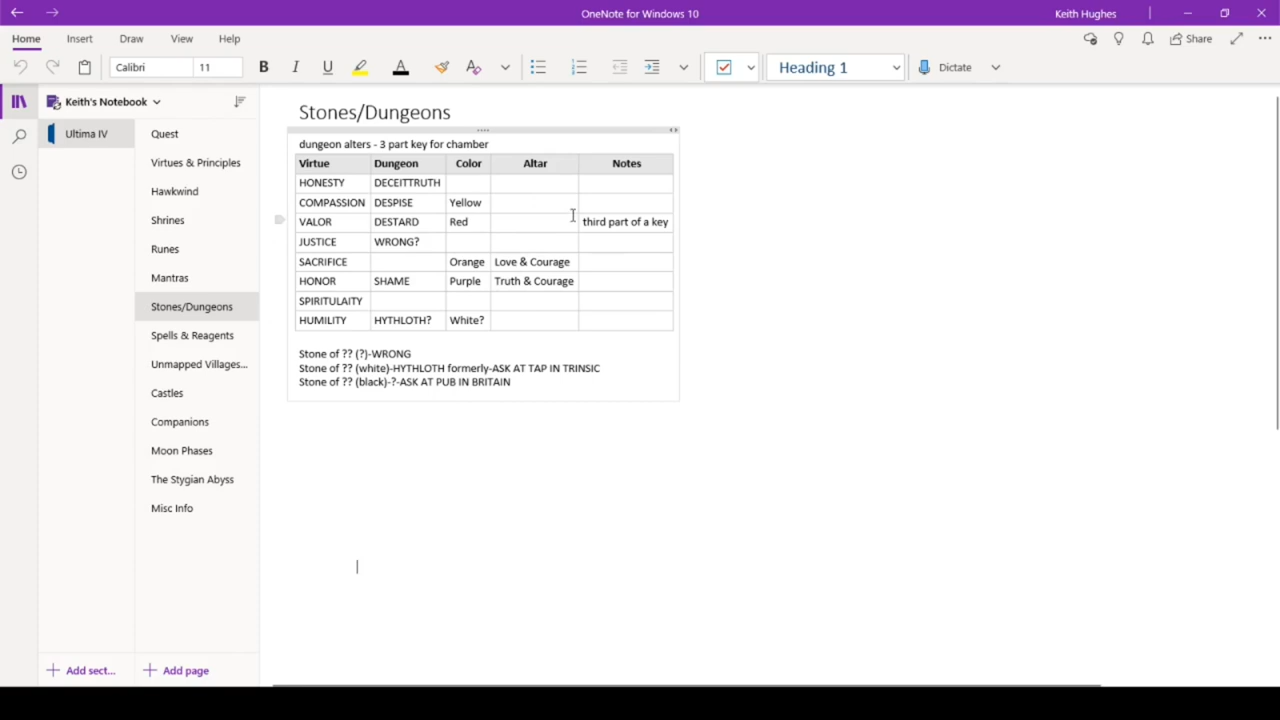 OneNote for Windows 10
Keith Hughes
Home Insert Draw View Help
Share
Calibri 11 B I U Heading 1 Dictate
Keith's Notebook
Ultima IV
Quest
Virtues & Principles
Hawkwind
Shrines
Runes
Mantras
Stones/Dungeons
Spells & Reagents
Unmapped Villages...
Castles
Companions
Moon Phases
The Stygian Abyss
Misc Info
Add sect...
Add page
Stones/Dungeons
dungeon alters - 3 part key for chamber
Virtue Dungeon Color Altar Notes
HONESTY DECEITTRUTH
COMPASSION DESPISE Yellow
VALOR DESTARD Red third part of a key
JUSTICE WRONG?
SACRIFICE Orange Love & Courage
HONOR SHAME Purple Truth & Courage
SPIRITULAITY
HUMILITY HYTHLOTH? White?
Stone of ?? (?)-WRONG
Stone of ?? (white)-HYTHLOTH formerly-ASK AT TAP IN TRINSIC
Stone of ?? (black)-?-ASK AT PUB IN BRITAIN